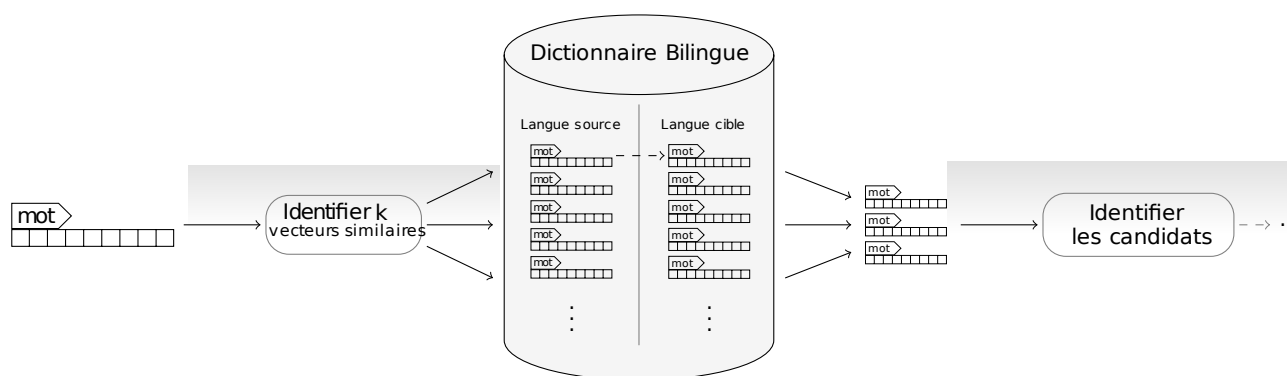 Dictionnaire Bilingue
Langue source
Langue cible
mot
mot
mot
mot
mot
mot
mot
mot
mot
mot
mot
Identifier k
vecteurs similaires
mot
mot
mot
Identifier
les candidats